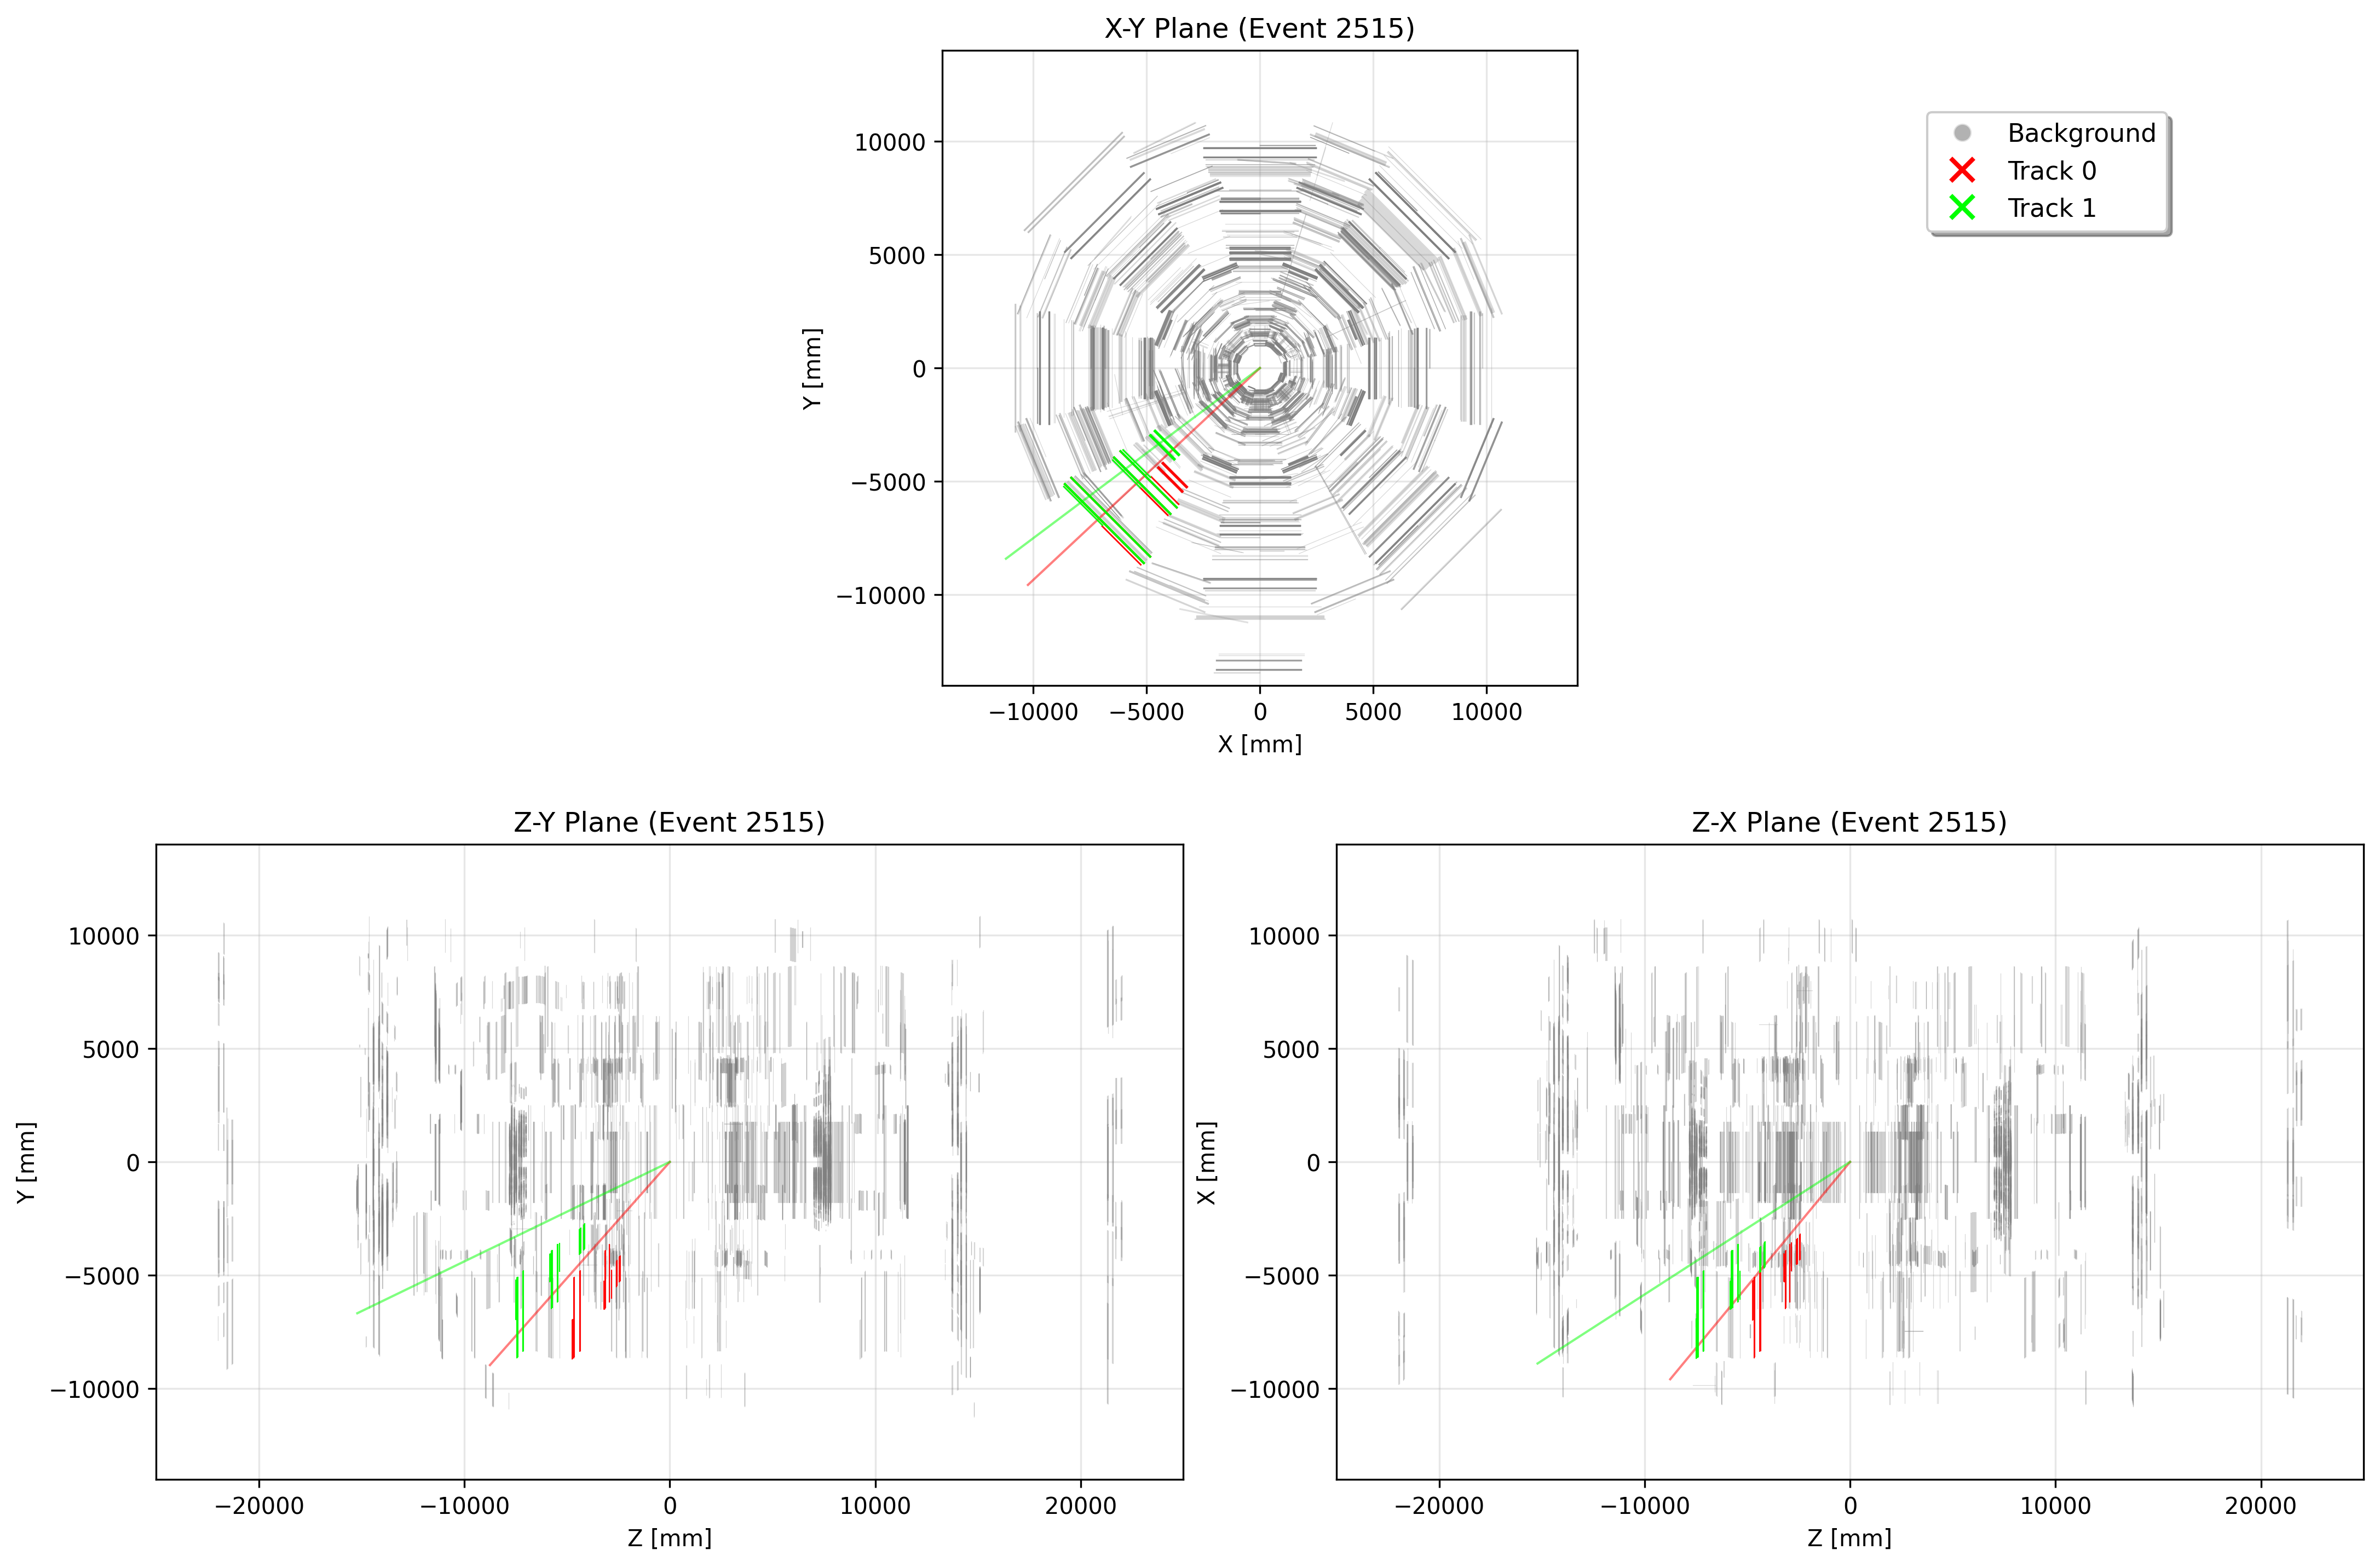 X-Y Plane (Event 2515)
Background
Track 0
Track 1
10000
5000
0
−5000
−10000
Y [mm]
−10000 −5000 0 5000 10000
X [mm]
Z-Y Plane (Event 2515)
10000
5000
0
−5000
−10000
Y [mm]
−20000 −10000 0 10000 20000
Z [mm]
Z-X Plane (Event 2515)
10000
5000
0
−5000
−10000
X [mm]
−20000 −10000 0 10000 20000
Z [mm]